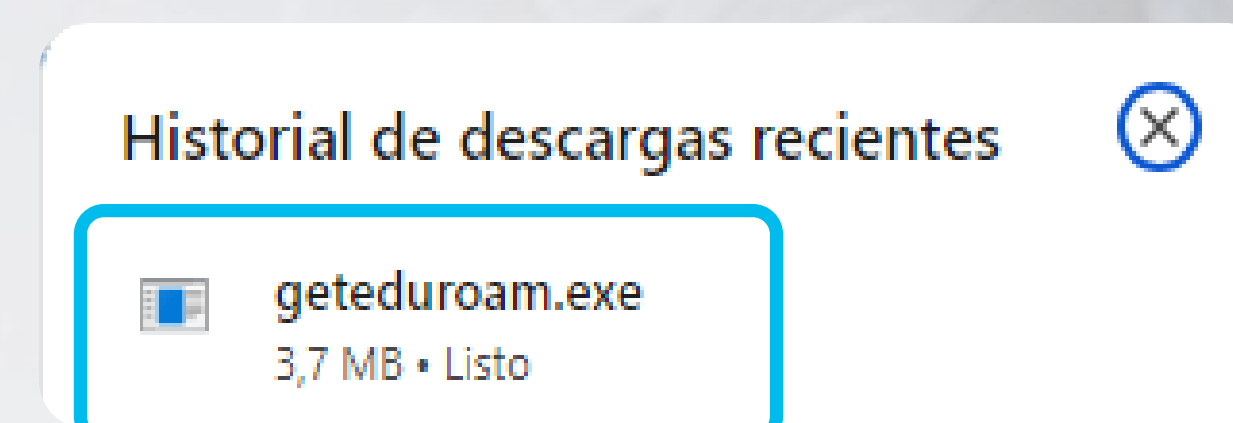 Historial de descargas recientes
geteduroam.exe
3,7 MB • Listo